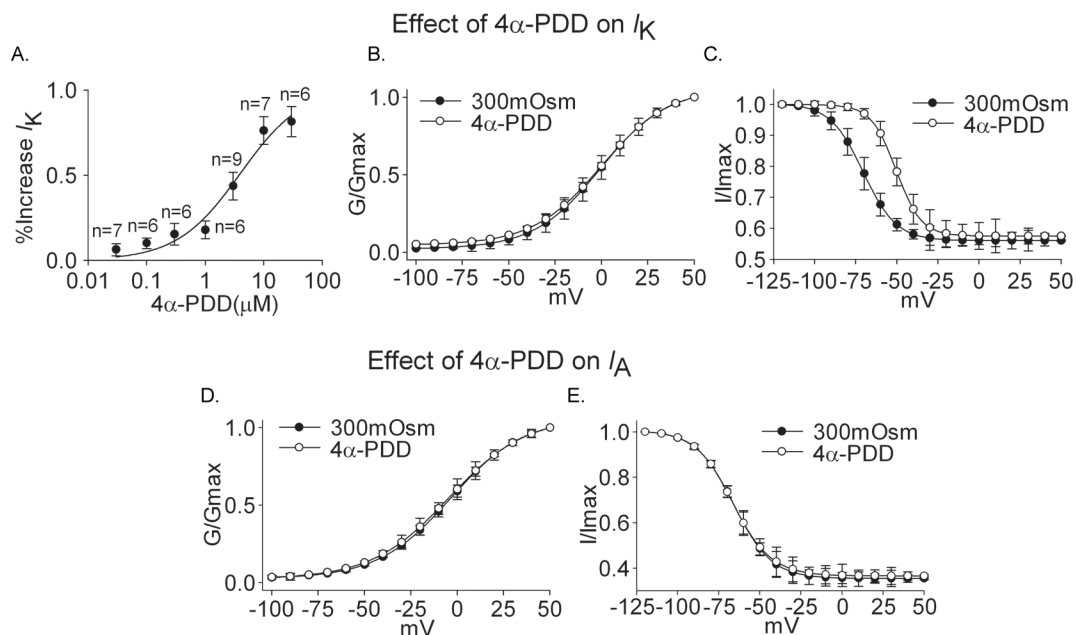 Effect of 4α-PDD on IK
A.
%Increase IK
1.0
0.5
0.0
n=7
n=6
n=6
n=6
n=9
n=7
n=6
0.01 0.1 1 10 100
4α-PDD(μM)
B.
300mOsm
4α-PDD
G/Gmax
1.0
0.5
0.0
-100 -75 -50 -25 0 25 50
mV
C.
300mOsm
4α-PDD
I/Imax
1.0
0.9
0.8
0.7
0.6
0.5
-125 -100 -75 -50 -25 0 25 50
mV
Effect of 4α-PDD on IA
D.
300mOsm
4α-PDD
G/Gmax
1.0
0.5
0.0
-100 -75 -50 -25 0 25 50
mV
E.
300mOsm
4α-PDD
I/Imax
1.0
0.8
0.6
0.4
-125 -100 -75 -50 -25 0 25 50
mV